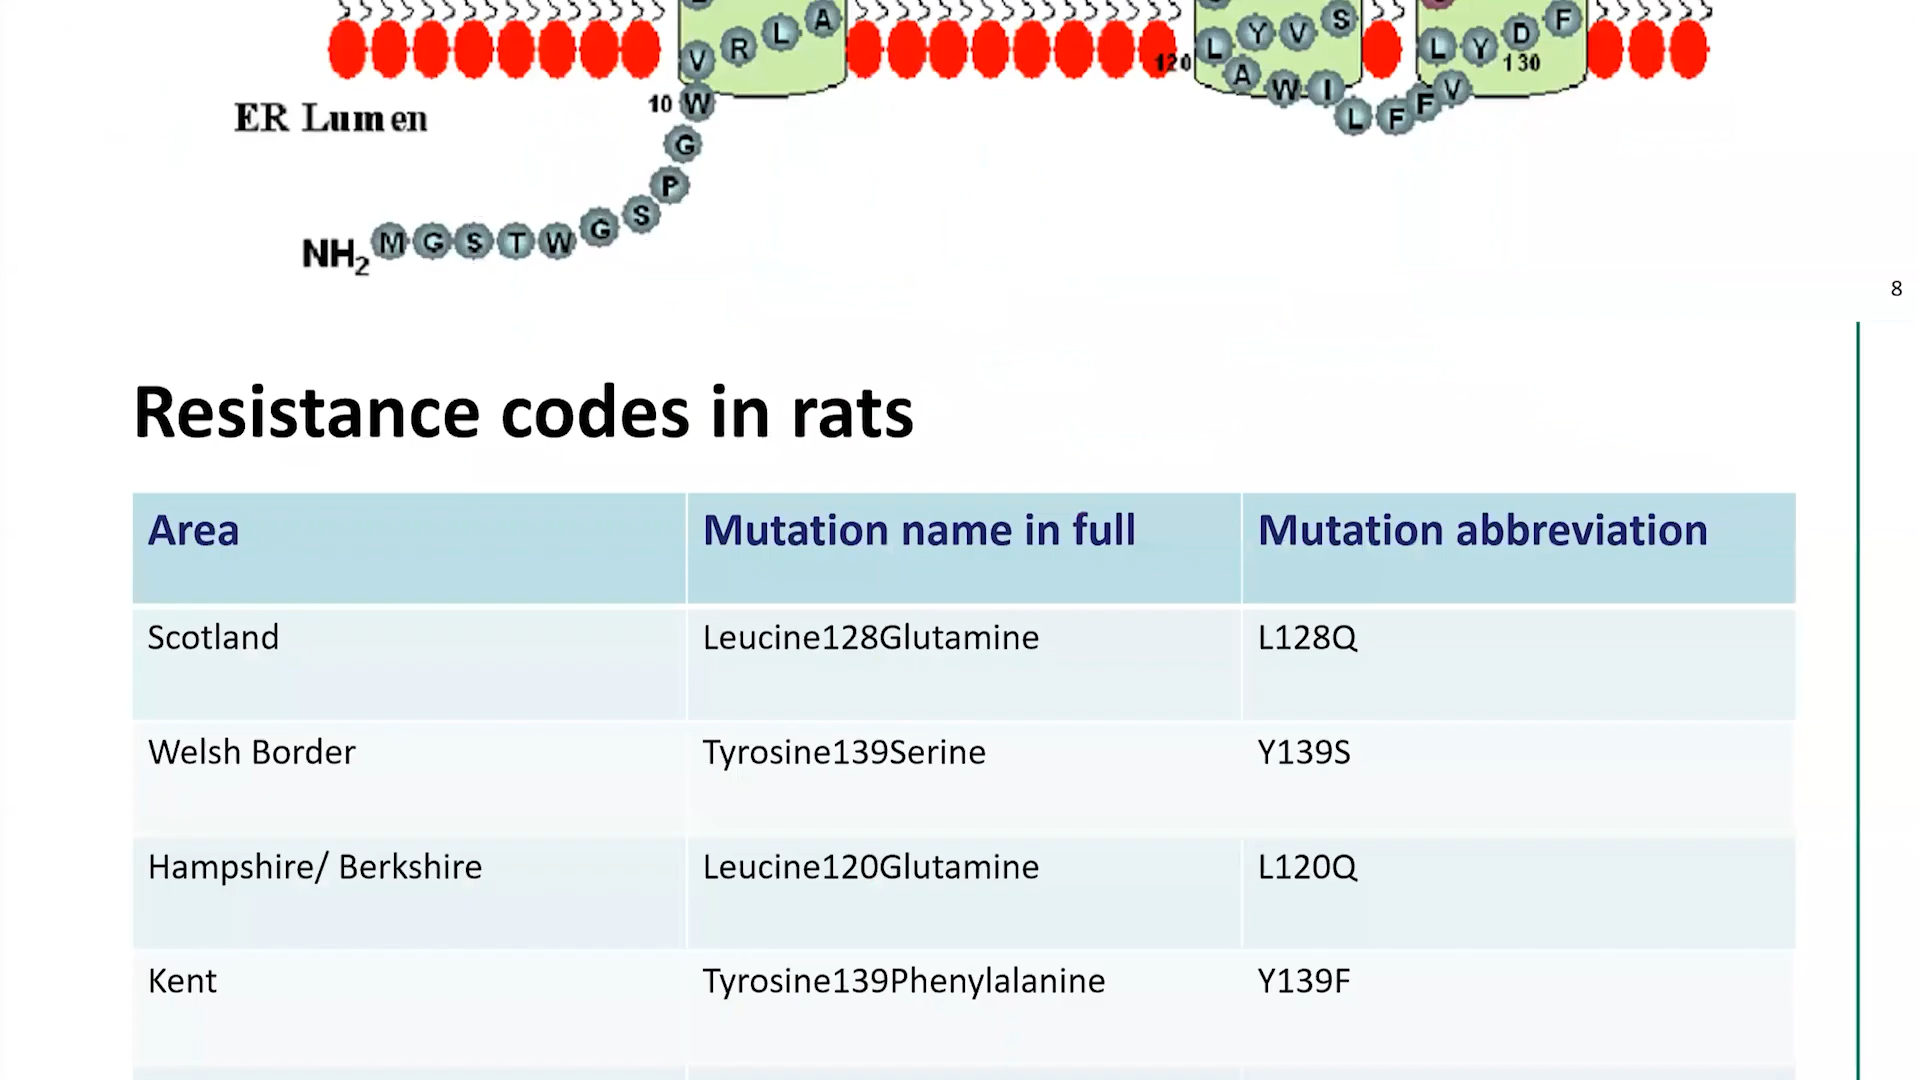 V R L A
L Y V S
L Y D F
120
A W I L F F V
130
10 W
ER Lumen
G
P
S
NH2 M G S T W G
8
Resistance codes in rats
Area Mutation name in full Mutation abbreviation
Scotland Leucine128Glutamine L128Q
Welsh Border Tyrosine139Serine Y139S
Hampshire/ Berkshire Leucine120Glutamine L120Q
Kent Tyrosine139Phenylalanine Y139F